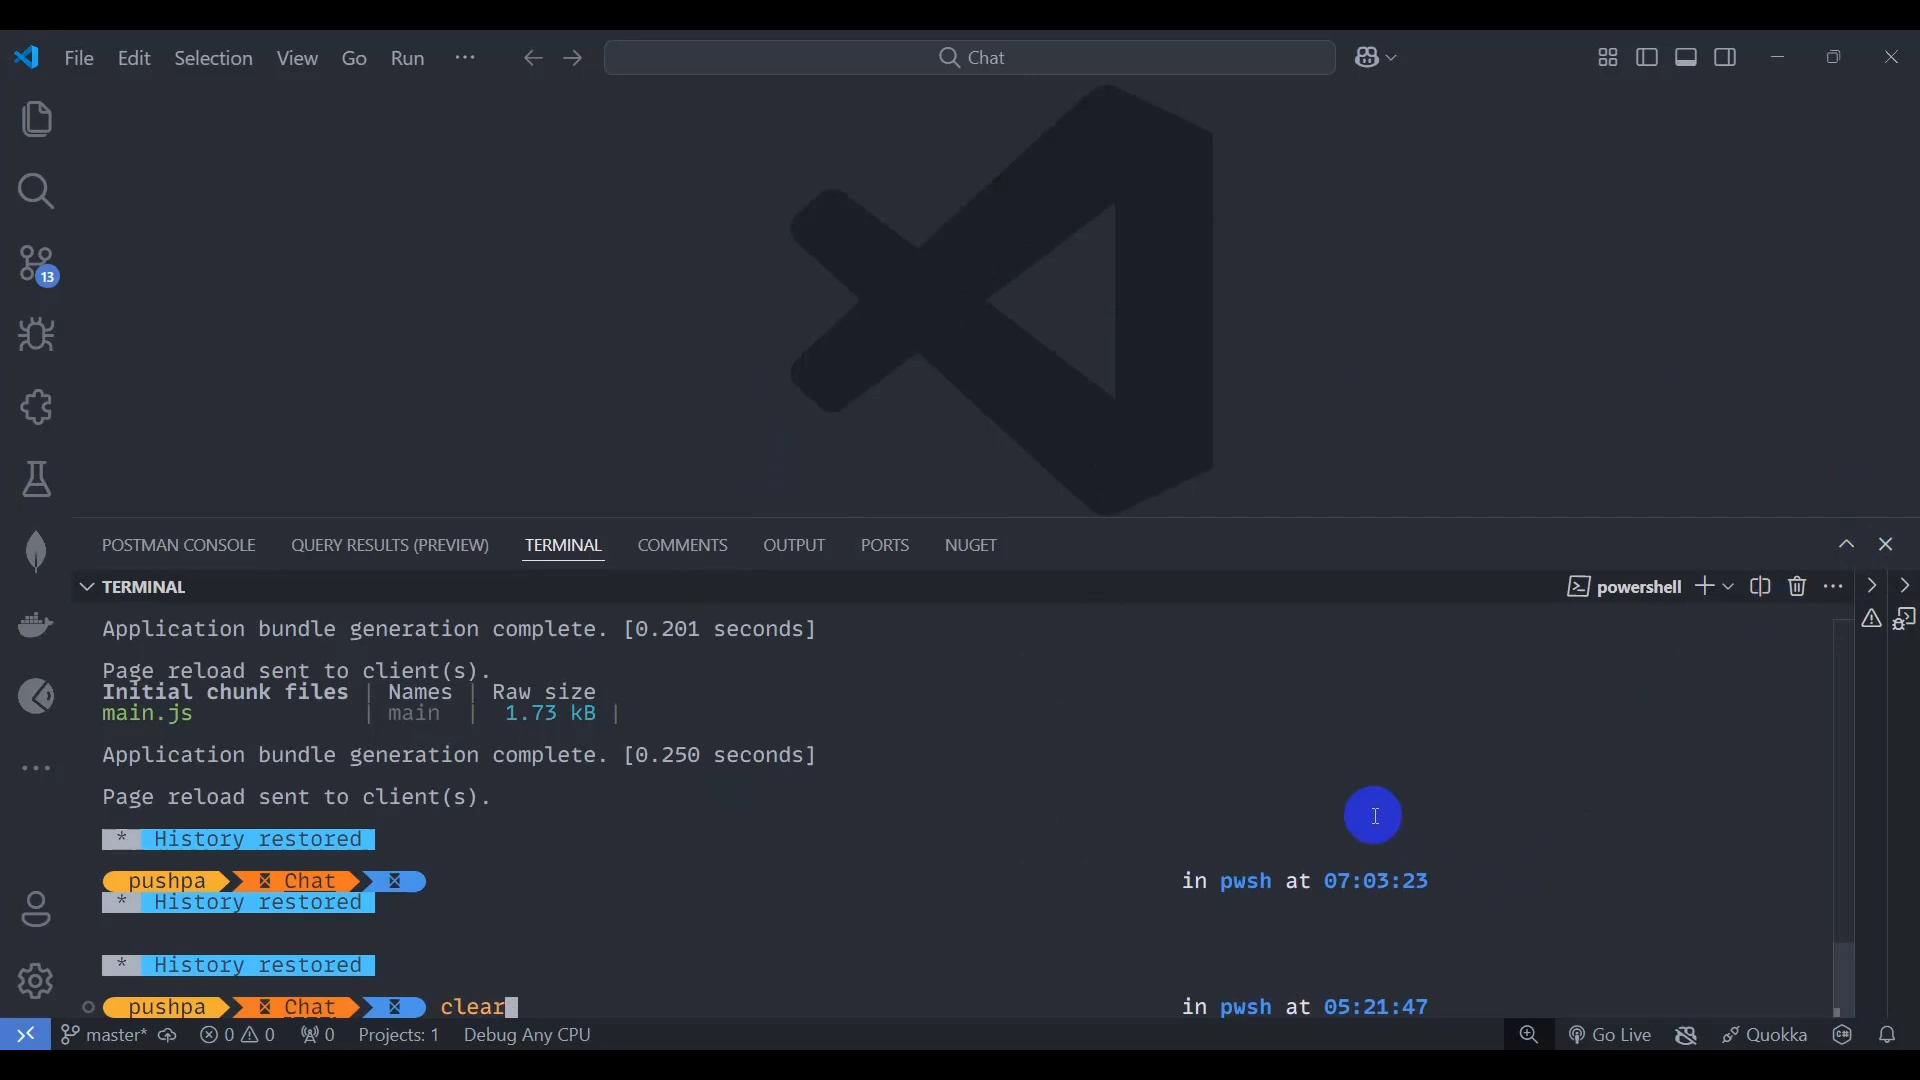 File Edit Selection View Go Run ··· Chat
13
POSTMAN CONSOLE QUERY RESULTS (PREVIEW) TERMINAL COMMENTS OUTPUT PORTS NUGET
TERMINAL powershell
Application bundle generation complete. [0.201 seconds]
Page reload sent to client(s).
Initial chunk files | Names | Raw size
main.js | main | 1.73 kB |
Application bundle generation complete. [0.250 seconds]
Page reload sent to client(s).
* History restored
pushpa Chat in pwsh at 07:03:23
* History restored
* History restored
pushpa Chat clear in pwsh at 05:21:47
master* 0 0 0 Projects: 1 Debug Any CPU Go Live Quokka